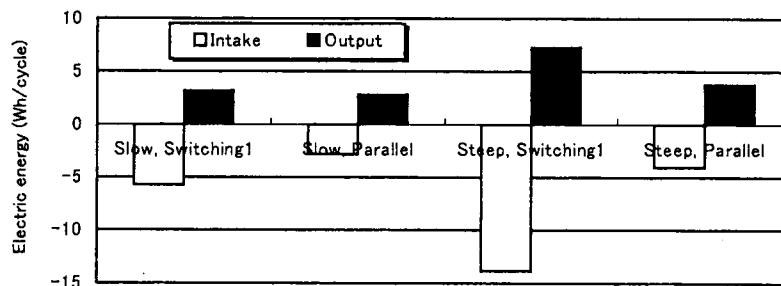 10
Intake Output
5
0
Slow, Switching1 Slow, Parallel Steep, Switching1 Steep, Parallel
-5
-10
-15
Electric energy (Wh/cycle)